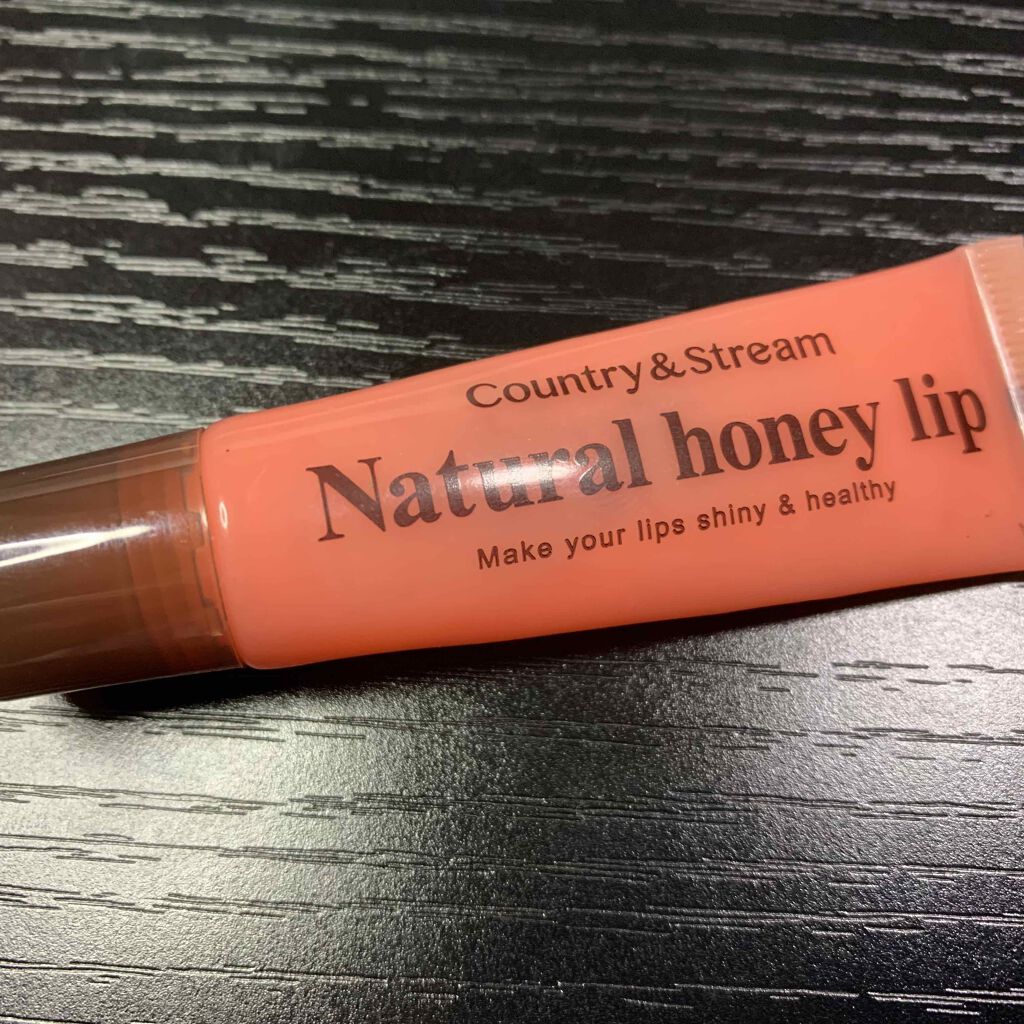 Country&Stream
Natural honey lip
Make your lips shiny & healthy